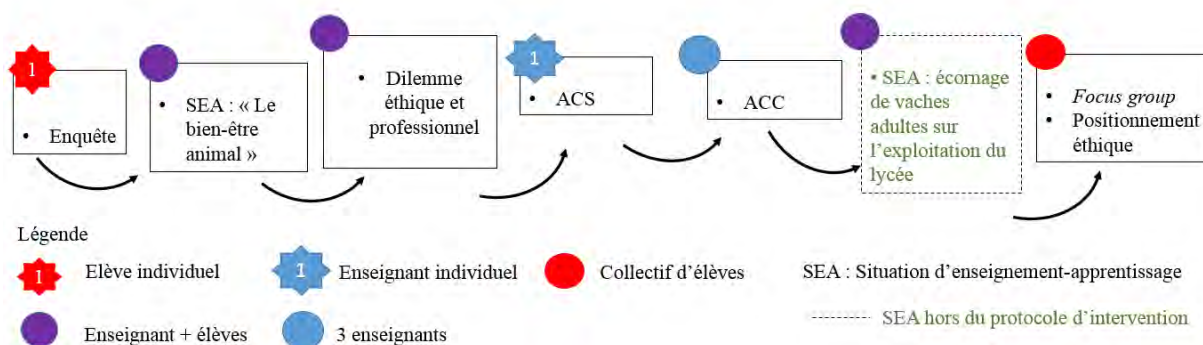 1
• Enquête
• SEA : « Le
bien-être
animal »
• Dilemme
éthique et
professionnel
1
• ACS
• ACC
• SEA : écornage
de vaches
adultes sur
l’exploitation du
lycée
• Focus group
• Positionnement
éthique
Légende
1 Elève individuel
1 Enseignant individuel
Collectif d’élèves
SEA : Situation d’enseignement-apprentissage
Enseignant + élèves
3 enseignants
SEA hors du protocole d’intervention